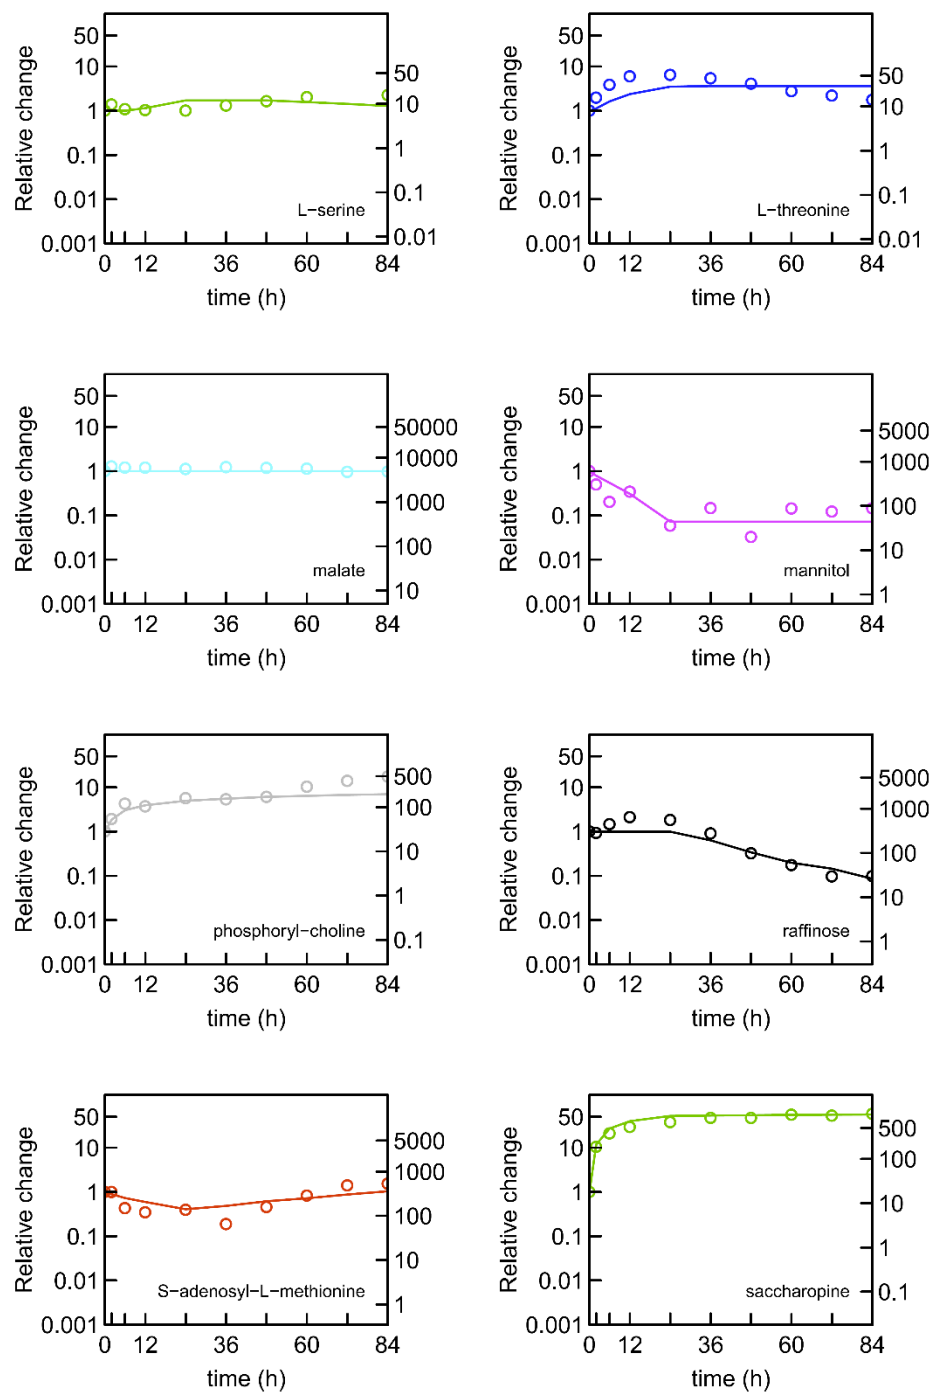 Relative change
50
10
1
0.1
0.01
0.001
50
10
1
0.1
0.01
L−serine
0 12 36 60 84
time (h)
Relative change
50
10
1
0.1
0.01
0.001
50
10
1
0.1
0.01
L−threonine
0 12 36 60 84
time (h)
Relative change
50
10
1
0.1
0.01
0.001
50000
5000
1000
100
10
malate
0 12 36 60 84
time (h)
Relative change
50
10
1
0.1
0.01
0.001
5000
1000
100
10
1
mannitol
0 12 36 60 84
time (h)
Relative change
50
10
1
0.1
0.01
0.001
500
100
10
1
0.1
phosphoryl−choline
0 12 36 60 84
time (h)
Relative change
50
10
1
0.1
0.01
0.001
5000
1000
100
10
1
raffinose
0 12 36 60 84
time (h)
Relative change
50
10
1
0.1
0.01
0.001
5000
1000
100
10
1
S−adenosyl−L−methionine
0 12 36 60 84
time (h)
Relative change
50
10
1
0.1
0.01
0.001
500
100
10
1
0.1
saccharopine
0 12 36 60 84
time (h)